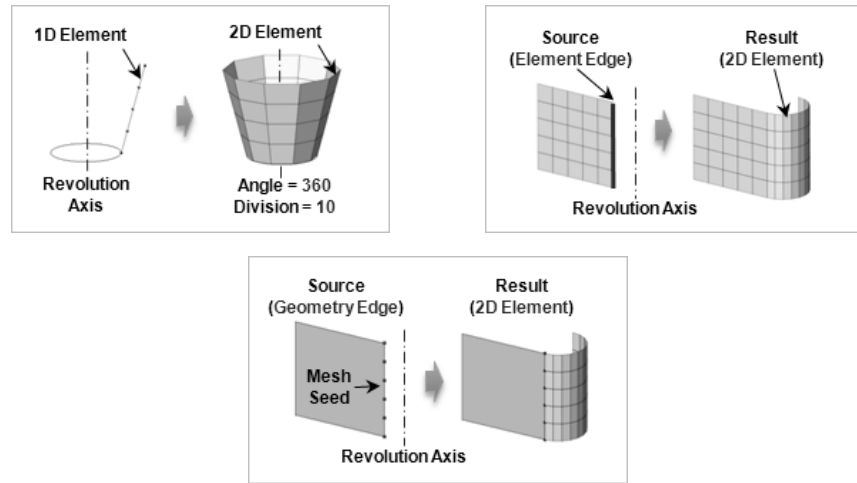 1D Element
2D Element
Revolution
Axis
Angle = 360
Division = 10
Source
(Element Edge)
Result
(2D Element)
Revolution Axis
Source
(Geometry Edge)
Result
(2D Element)
Mesh
Seed
Revolution Axis